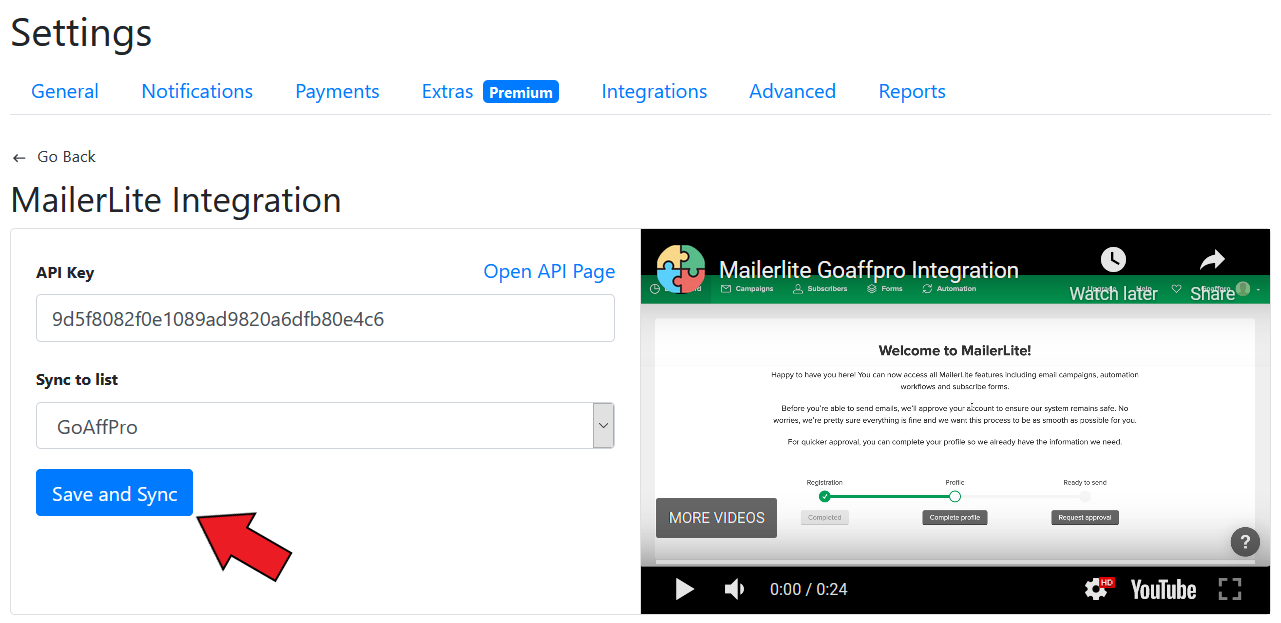 Settings
General Notifications Payments Extras Premium Integrations Advanced Reports
← Go Back
MailerLite Integration
API Key Open API Page
9d5f8082f0e1089ad9820a6dfb80e4c6
Sync to list
GoAffPro
Save and Sync
Mailerlite Goaffpro Integration
Watch later Share
Campaigns Subscribers Forms Automation Upgrade Help Goaffpro
Welcome to MailerLite!
Happy to have you here! You can now access all MailerLite features including email campaigns, automation
workflows and subscribe forms.
Before you're able to send emails, we'll approve your account to ensure our system remains safe. No
worries, we're pretty sure everything is fine and we want this process to be as smooth as possible for you.
For quicker approval, you can complete your profile so we already have the information we need.
Registration Profile Ready to send
Completed Complete profile Request approval
MORE VIDEOS
?
0:00 / 0:24
HD
YouTube